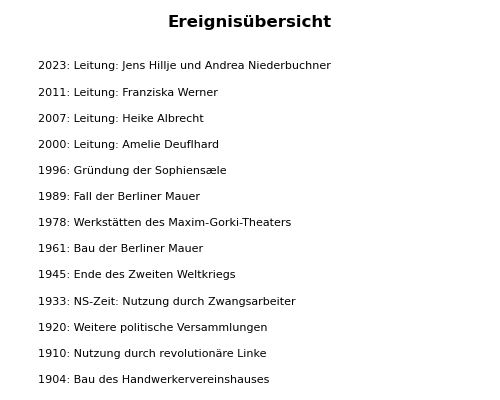 Ereignisübersicht
2023: Leitung: Jens Hillje und Andrea Niederbuchner
2011: Leitung: Franziska Werner
2007: Leitung: Heike Albrecht
2000: Leitung: Amelie Deuflhard
1996: Gründung der Sophiensæle
1989: Fall der Berliner Mauer
1978: Werkstätten des Maxim-Gorki-Theaters
1961: Bau der Berliner Mauer
1945: Ende des Zweiten Weltkriegs
1933: NS-Zeit: Nutzung durch Zwangsarbeiter
1920: Weitere politische Versammlungen
1910: Nutzung durch revolutionäre Linke
1904: Bau des Handwerkervereinshauses